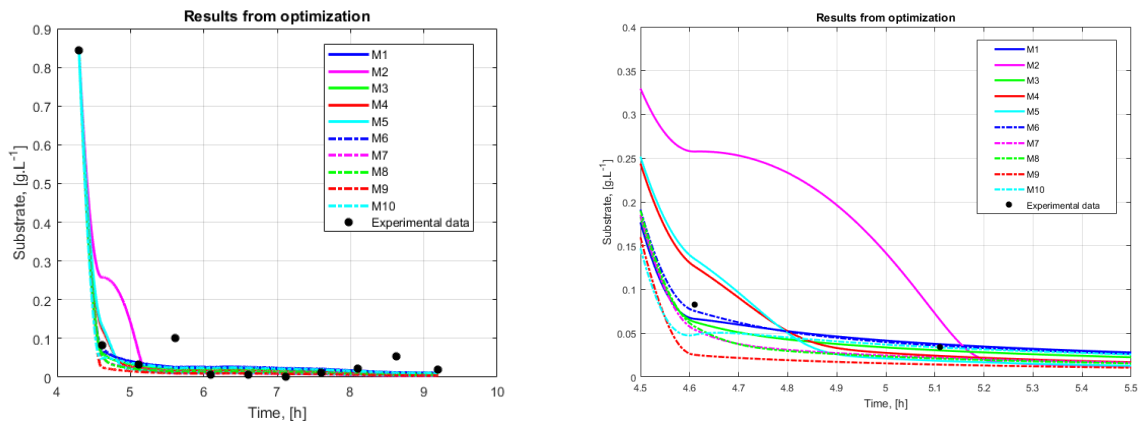 Results from optimization
0.9
0.8
0.7
0.6
0.5
0.4
0.3
0.2
0.1
0
Substrate, [g.L⁻¹]
4
5
6
7
8
9
10
Time, [h]
M1
M2
M3
M4
M5
M6
M7
M8
M9
M10
Experimental data
Results from optimization
0.4
0.35
0.3
0.25
0.2
0.15
0.1
0.05
0
Substrate, [g.L⁻¹]
4.5
4.6
4.7
4.8
4.9
5
5.1
5.2
5.3
5.4
5.5
Time, [h]
M1
M2
M3
M4
M5
M6
M7
M8
M9
M10
Experimental data